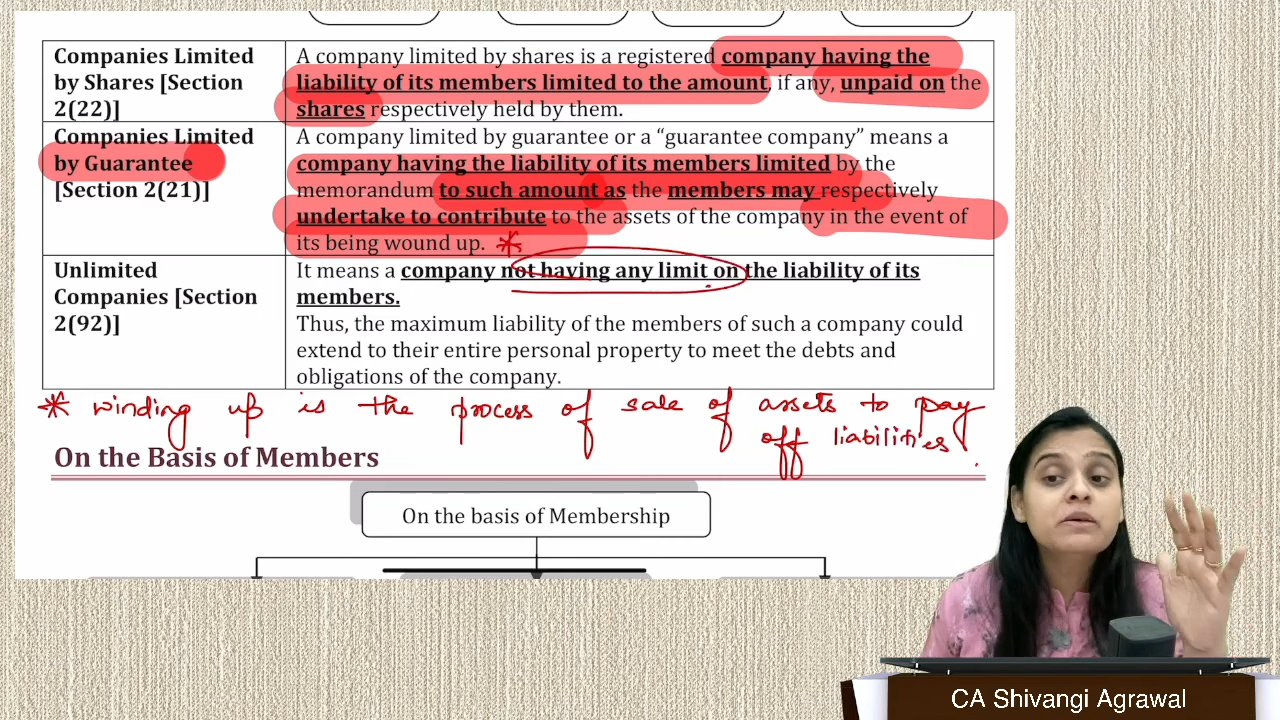 Companies Limited
by Shares [Section
2(22)]
A company limited by shares is a registered company having the
liability of its members limited to the amount, if any, unpaid on the
shares respectively held by them.
Companies Limited
by Guarantee
[Section 2(21)]
A company limited by guarantee or a “guarantee company” means a
company having the liability of its members limited by the
memorandum to such amount as the members may respectively
undertake to contribute to the assets of the company in the event of
its being wound up. *
Unlimited
Companies [Section
2(92)]
It means a company not having any limit on the liability of its
members.
Thus, the maximum liability of the members of such a company could
extend to their entire personal property to meet the debts and
obligations of the company.
* winding up is the process of sale of assets to pay
off liabilities.
On the Basis of Members
On the basis of Membership
CA Shivangi Agrawal